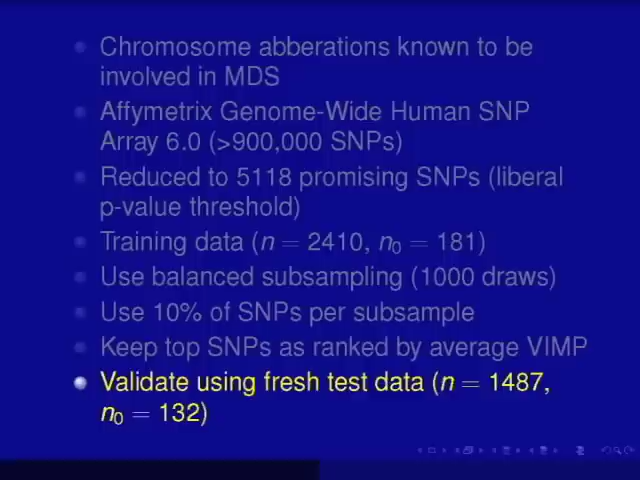 Chromosome abberations known to be
involved in MDS
Affymetrix Genome-Wide Human SNP
Array 6.0 (>900,000 SNPs)
Reduced to 5118 promising SNPs (liberal
p-value threshold)
Training data (n = 2410, n₀ = 181)
Use balanced subsampling (1000 draws)
Use 10% of SNPs per subsample
Keep top SNPs as ranked by average VIMP
Validate using fresh test data (n = 1487,
n₀ = 132)